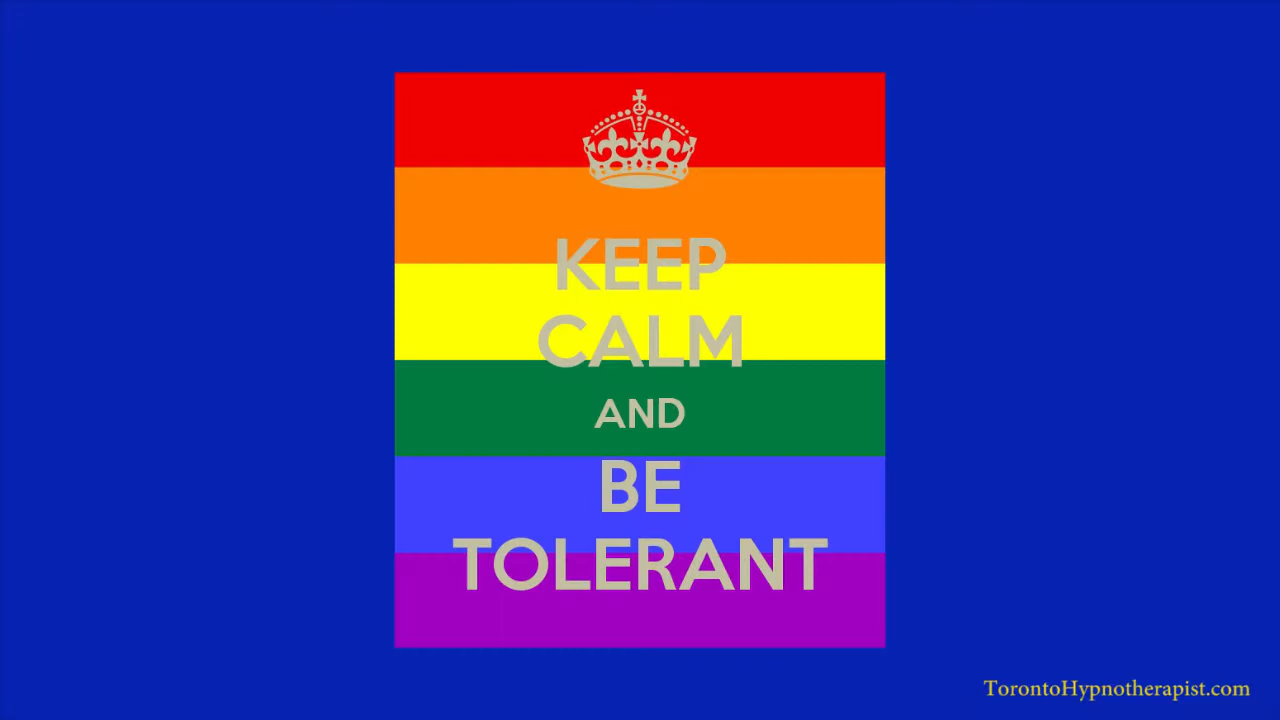 KEEP
CALM
AND
BE
TOLERANT
TorontoHypnotherapist.com